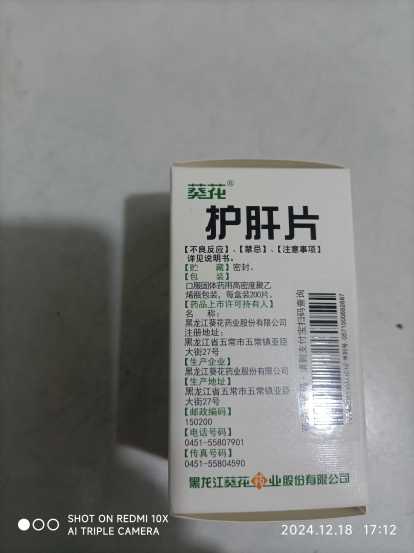 葵花®
护肝片
【不良反应】、【禁忌】、【注意事项】
详见说明书。
【贮　　藏】密封。
【包　　装】
口服固体药用高密度聚乙
烯瓶包装，每盒装200片。
【药品上市许可持有人】
名　　称：
黑龙江葵花药业股份有限公司
注册地址：
黑龙江省五常市五常镇亚臣
大街27号
【生产企业】
黑龙江葵花药业股份有限公司
【生产地址】
黑龙江省五常市五常镇亚臣
大街27号
【邮政编码】
150200
【电话号码】
0451-55807901
【传真号码】
0451-55804590
黑龙江葵花药业股份有限公司
SHOT ON REDMI 10X
AI TRIPLE CAMERA
2024.12.18 17:12